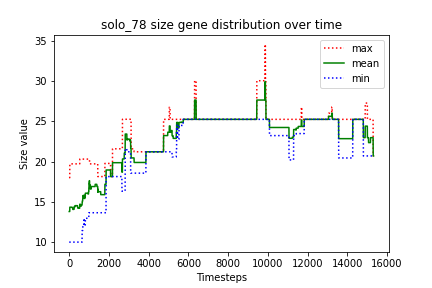 solo_78 size gene distribution over time
35
30
25
20
15
10
Size value
max
mean
min
0 2000 4000 6000 8000 10000 12000 14000 16000
Timesteps